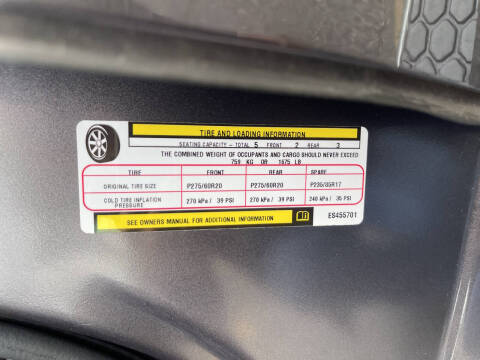 TIRE AND LOADING INFORMATION
SEATING CAPACITY - TOTAL 5 FRONT 2 REAR 3
THE COMBINED WEIGHT OF OCCUPANTS AND CARGO SHOULD NEVER EXCEED
759 KG OR 1675 LB
TIRE FRONT REAR SPARE
ORIGINAL TIRE SIZE P275/60R20 P275/60R20 P235/85R17
COLD TIRE INFLATION PRESSURE 270 kPa / 39 PSI 270 kPa / 39 PSI 240 kPa / 35 PSI
SEE OWNERS MANUAL FOR ADDITIONAL INFORMATION ES455701